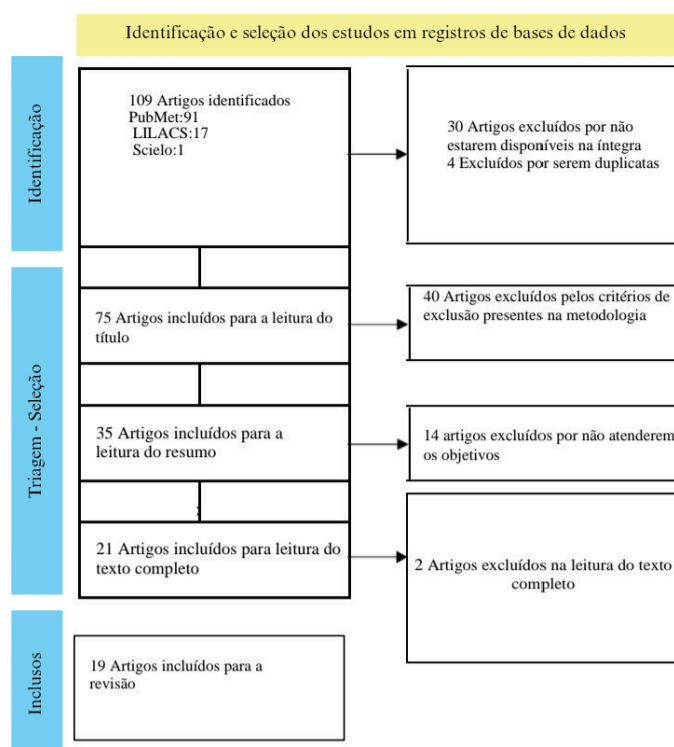 Identificação e seleção dos estudos em registros de bases de dados
Identificação
109 Artigos identificados
PubMet:91
LILACS:17
Scielo:1
30 Artigos excluídos por não
estarem disponíveis na íntegra
4 Excluídos por serem duplicatas
Triagem - Seleção
75 Artigos incluídos para a leitura do
título
40 Artigos excluídos pelos critérios de
exclusão presentes na metodologia
35 Artigos incluídos para a
leitura do resumo
14 artigos excluídos por não atenderem
os objetivos
21 Artigos incluídos para leitura do
texto completo
2 Artigos excluídos na leitura do texto
completo
Inclusos
19 Artigos incluídos para a
revisão